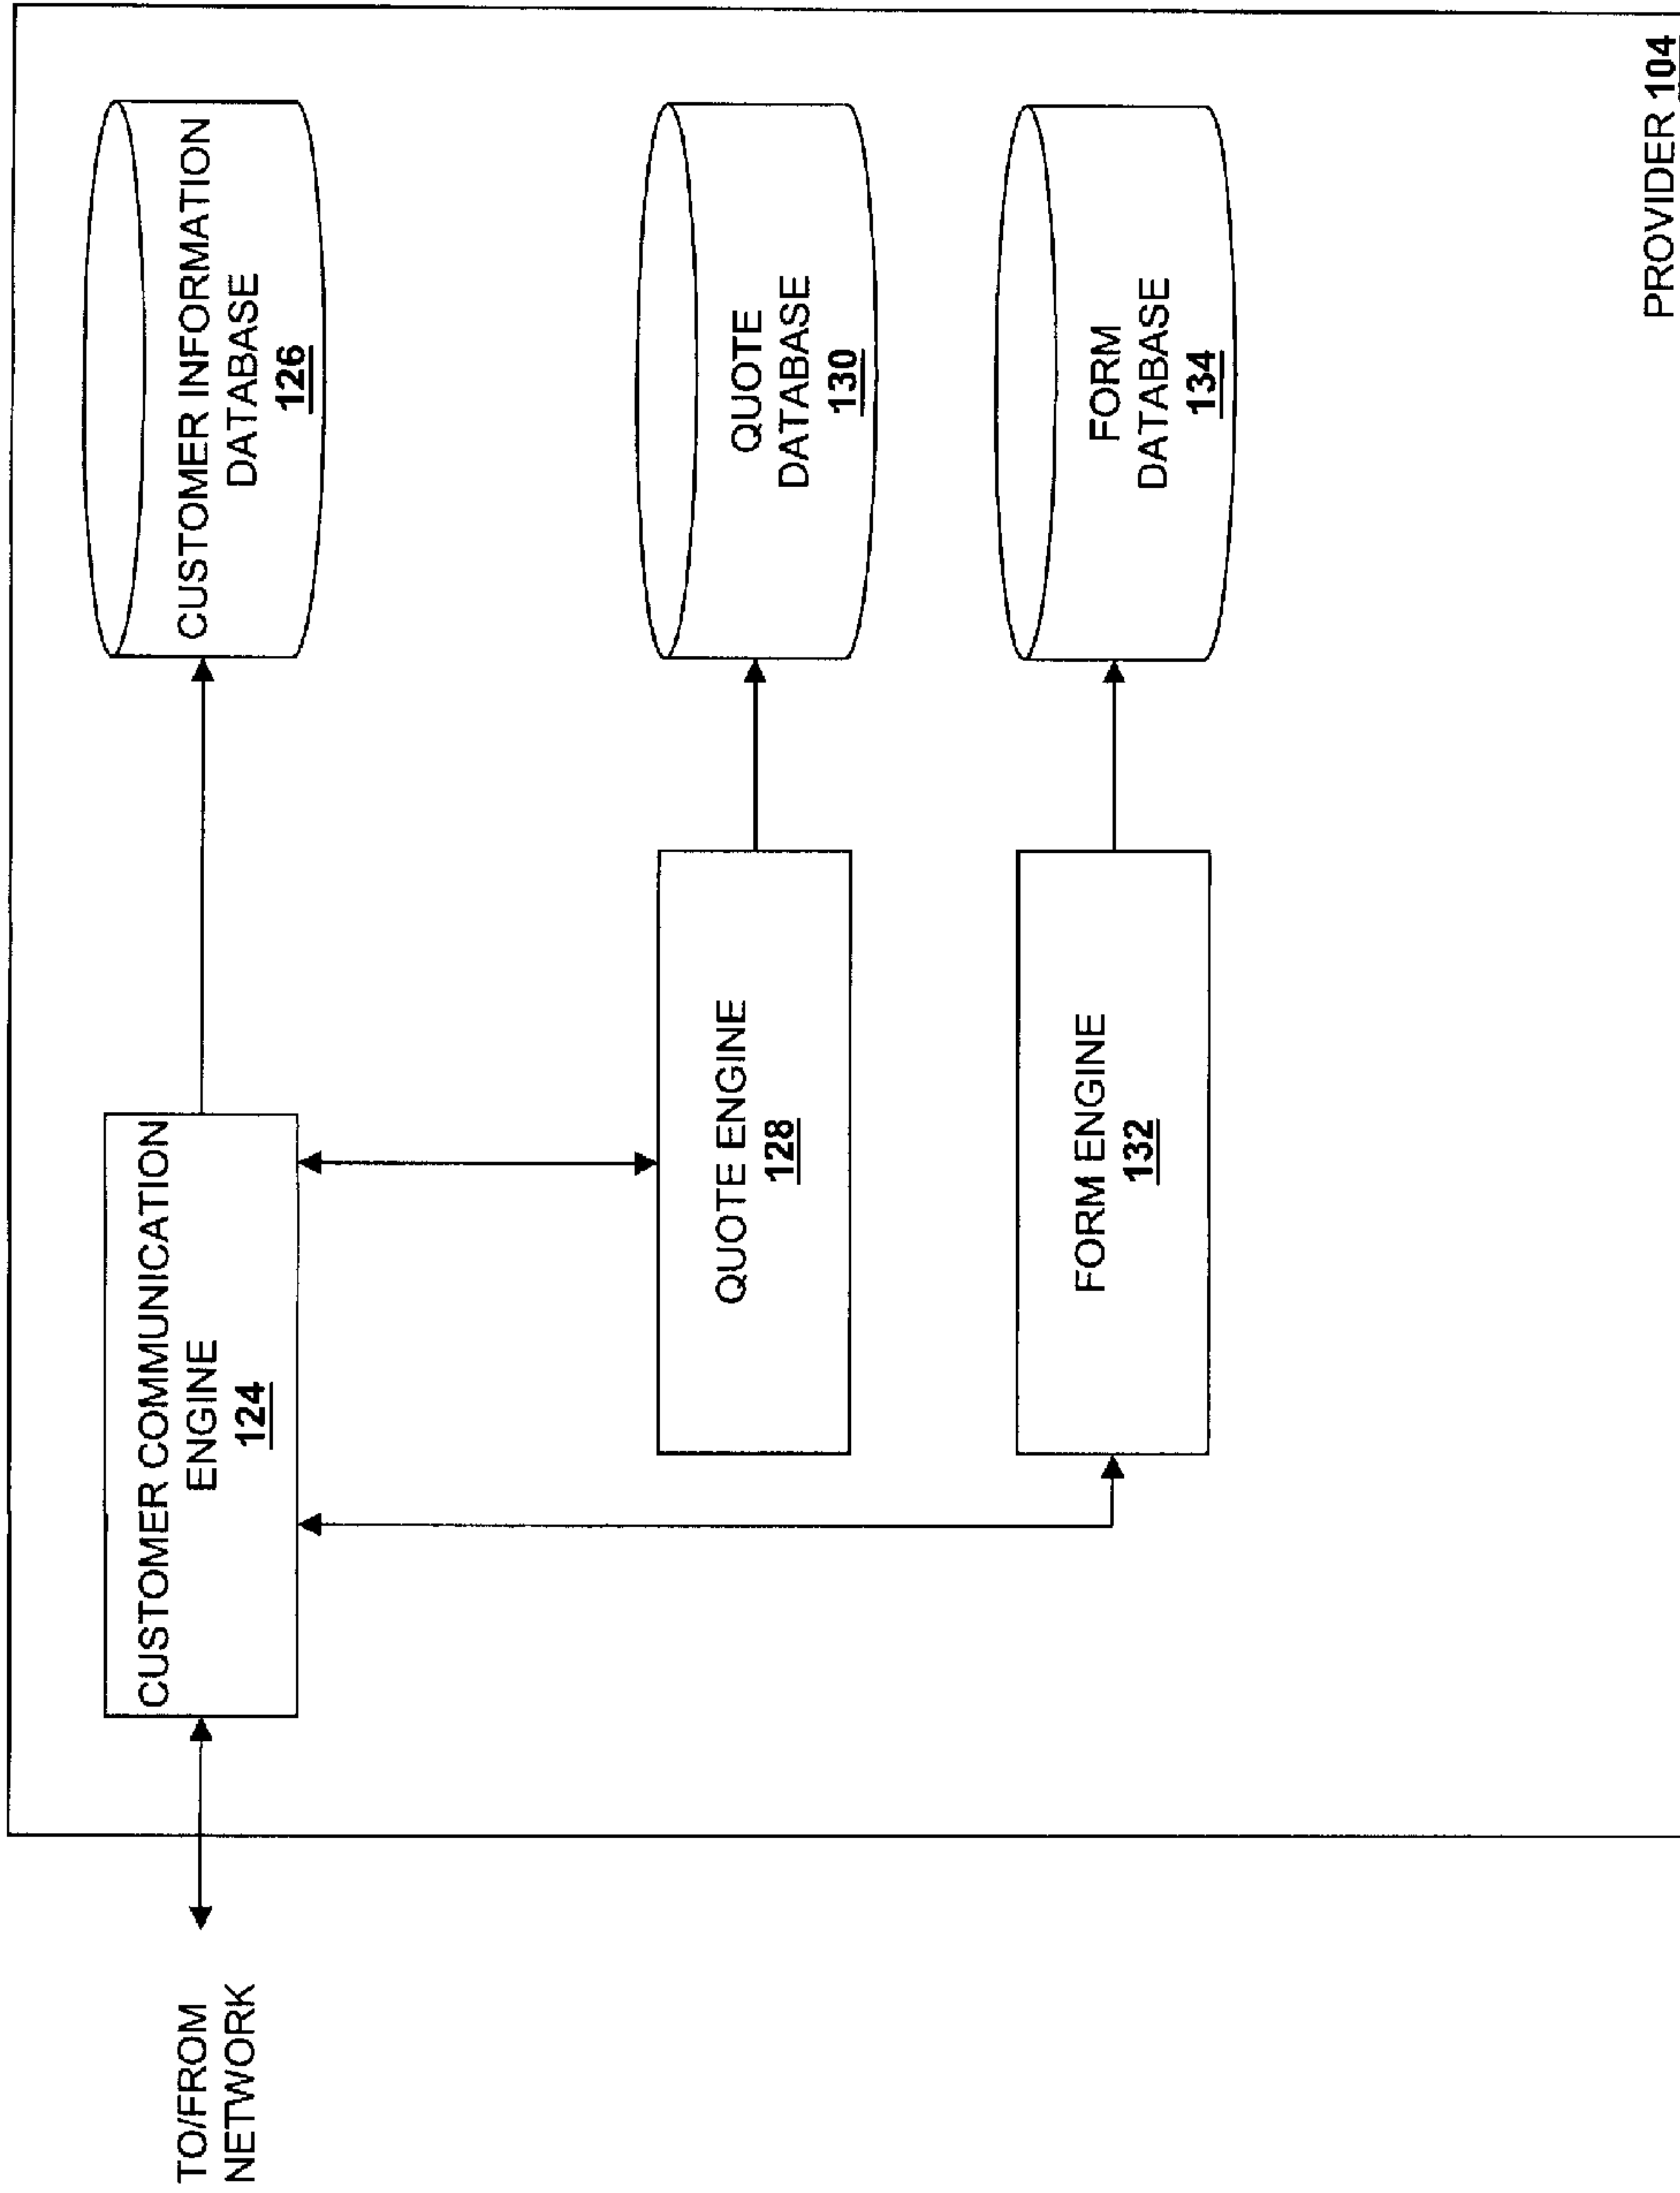 TO/FROM
NETWORK
CUSTOMER COMMUNICATION
ENGINE
124
CUSTOMER INFORMATION
DATABASE
126
QUOTE ENGINE
128
QUOTE
DATABASE
130
FORM ENGINE
132
FORM
DATABASE
134
PROVIDER 104